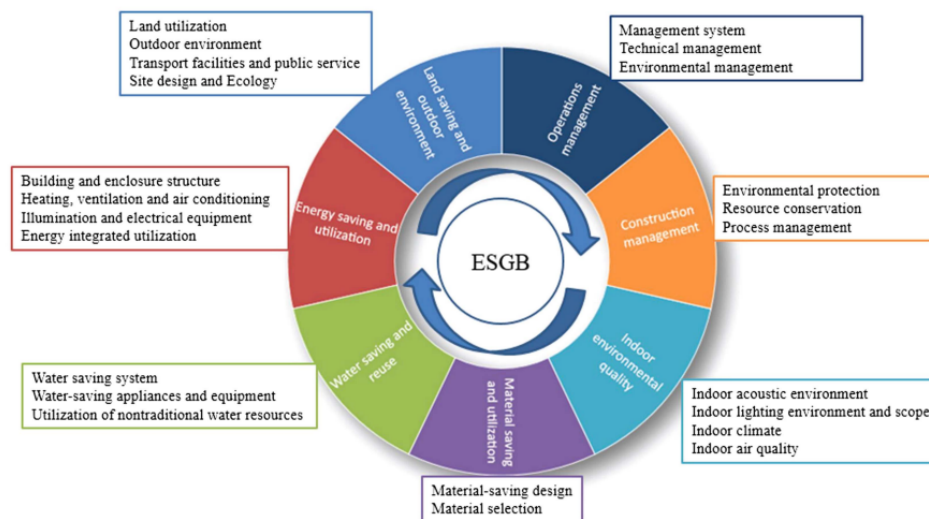 Land utilization
Outdoor environment
Transport facilities and public service
Site design and Ecology
Management system
Technical management
Environmental management
Land saving and
outdoor
environment
Operations
management
Building and enclosure structure
Heating, ventilation and air conditioning
Illumination and electrical equipment
Energy integrated utilization
Energy saving and
utilization
Construction
management
Environmental protection
Resource conservation
Process management
ESGB
Water saving and
reuse
Indoor
environmental
quality
Material saving
and utilization
Water saving system
Water-saving appliances and equipment
Utilization of nontraditional water resources
Indoor acoustic environment
Indoor lighting environment and scope
Indoor climate
Indoor air quality
Material-saving design
Material selection